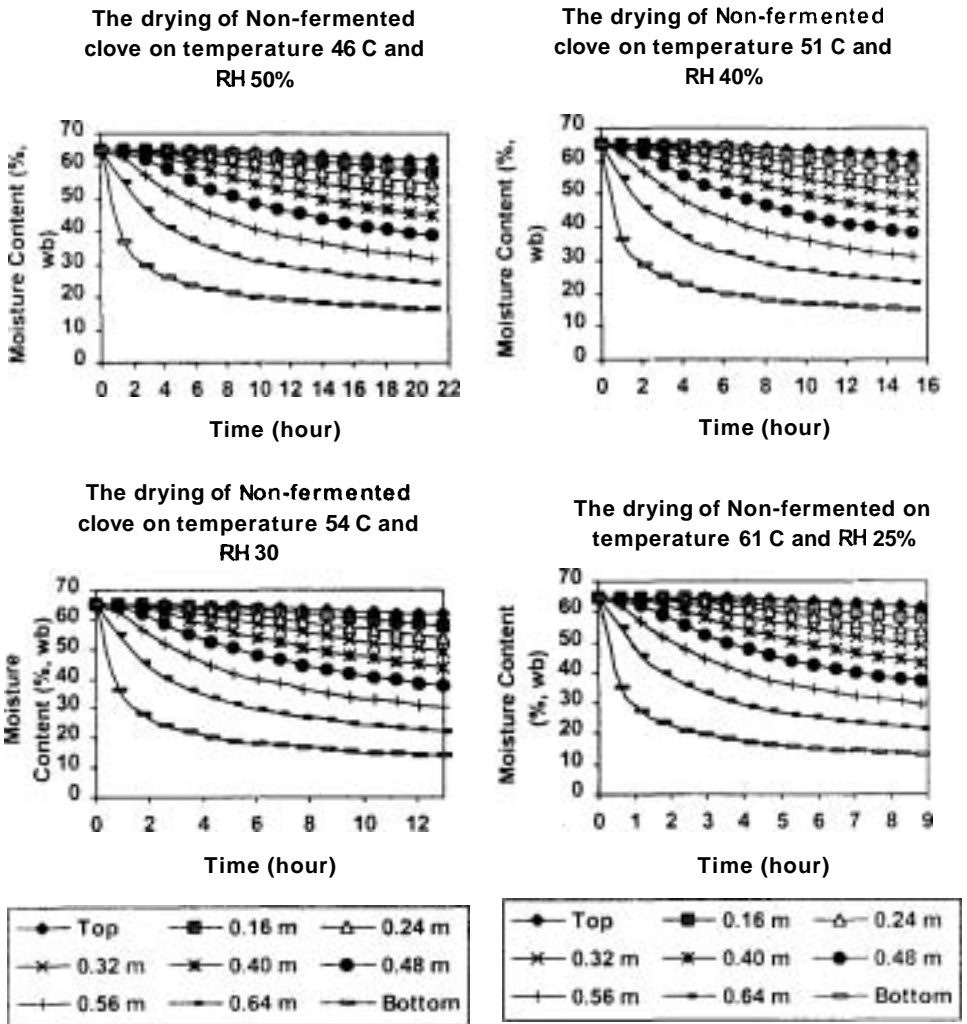 The drying of Non-fermented
clove on temperature 46 C and
RH 50%
The drying of Non-fermented
clove on temperature 51 C and
RH 40%
Moisture Content (%,
wb)
70
60
50
40
30
20
10
0
0 2 4 6 8 10 12 14 16 18 20 22
Time (hour)
Moisture Content (%,
wb)
70
60
50
40
30
20
10
0
0 2 4 6 8 10 12 14 16
Time (hour)
The drying of Non-fermented
clove on temperature 54 C and
RH 30
The drying of Non-fermented on
temperature 61 C and RH 25%
Moisture
Content (%, wb)
70
60
50
40
30
20
10
0
0 2 4 6 8 10 12
Time (hour)
Moisture Content
(%, wb)
70
60
50
40
30
20
10
0
0 1 2 3 4 5 6 7 8 9
Time (hour)
Top 0.16 m 0.24 m
0.32 m 0.40 m 0.48 m
0.56 m 0.64 m Bottom
Top 0.16 m 0.24 m
0.32 m 0.40 m 0.48 m
0.56 m 0.64 m Bottom